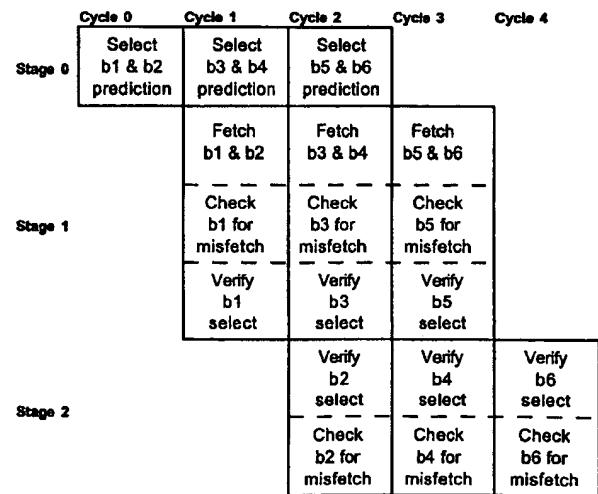 Cycle 0 Cycle 1 Cycle 2 Cycle 3 Cycle 4
Stage 0
Select
b1 & b2
prediction
Select
b3 & b4
prediction
Select
b5 & b6
prediction
Stage 1
Fetch
b1 & b2
Fetch
b3 & b4
Fetch
b5 & b6
Check
b1 for
misfetch
Check
b3 for
misfetch
Check
b5 for
misfetch
Verify
b1
select
Verify
b3
select
Verify
b5
select
Stage 2
Verify
b2
select
Verify
b4
select
Verify
b6
select
Check
b2 for
misfetch
Check
b4 for
misfetch
Check
b6 for
misfetch